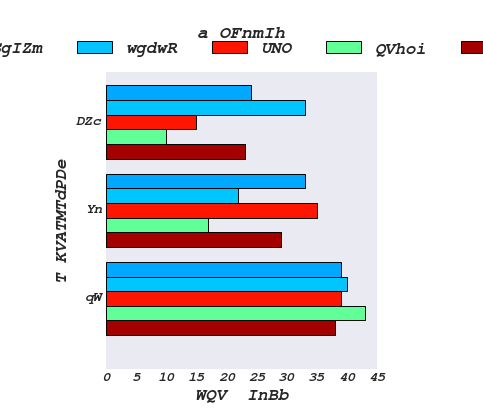 a OFnmIh
wgdwR UNO QVhoi
DZc
Yn
qW
T KVATMTdPDe
0 5 10 15 20 25 30 35 40 45
WQV InBb